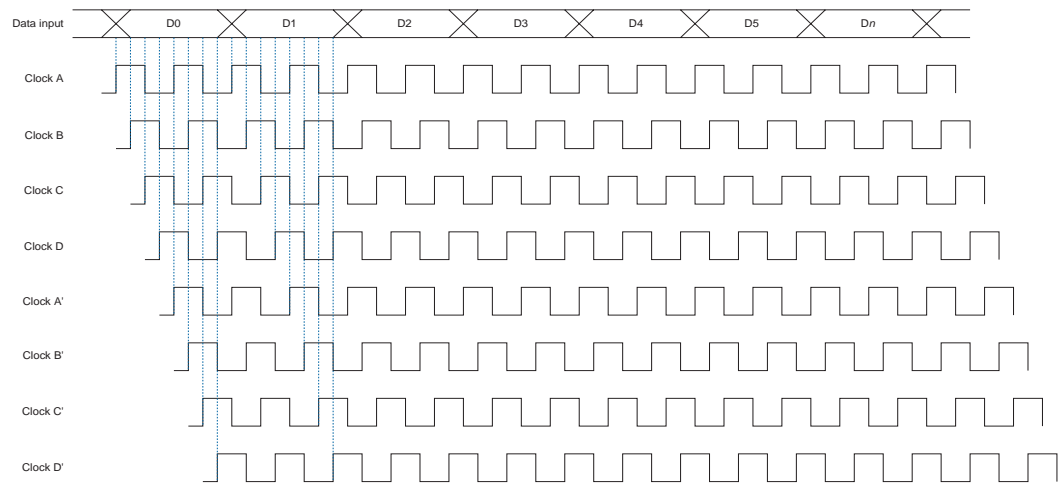 Data input D0 D1 D2 D3 D4 D5 Dn
Clock A
Clock B
Clock C
Clock D
Clock A'
Clock B'
Clock C'
Clock D'